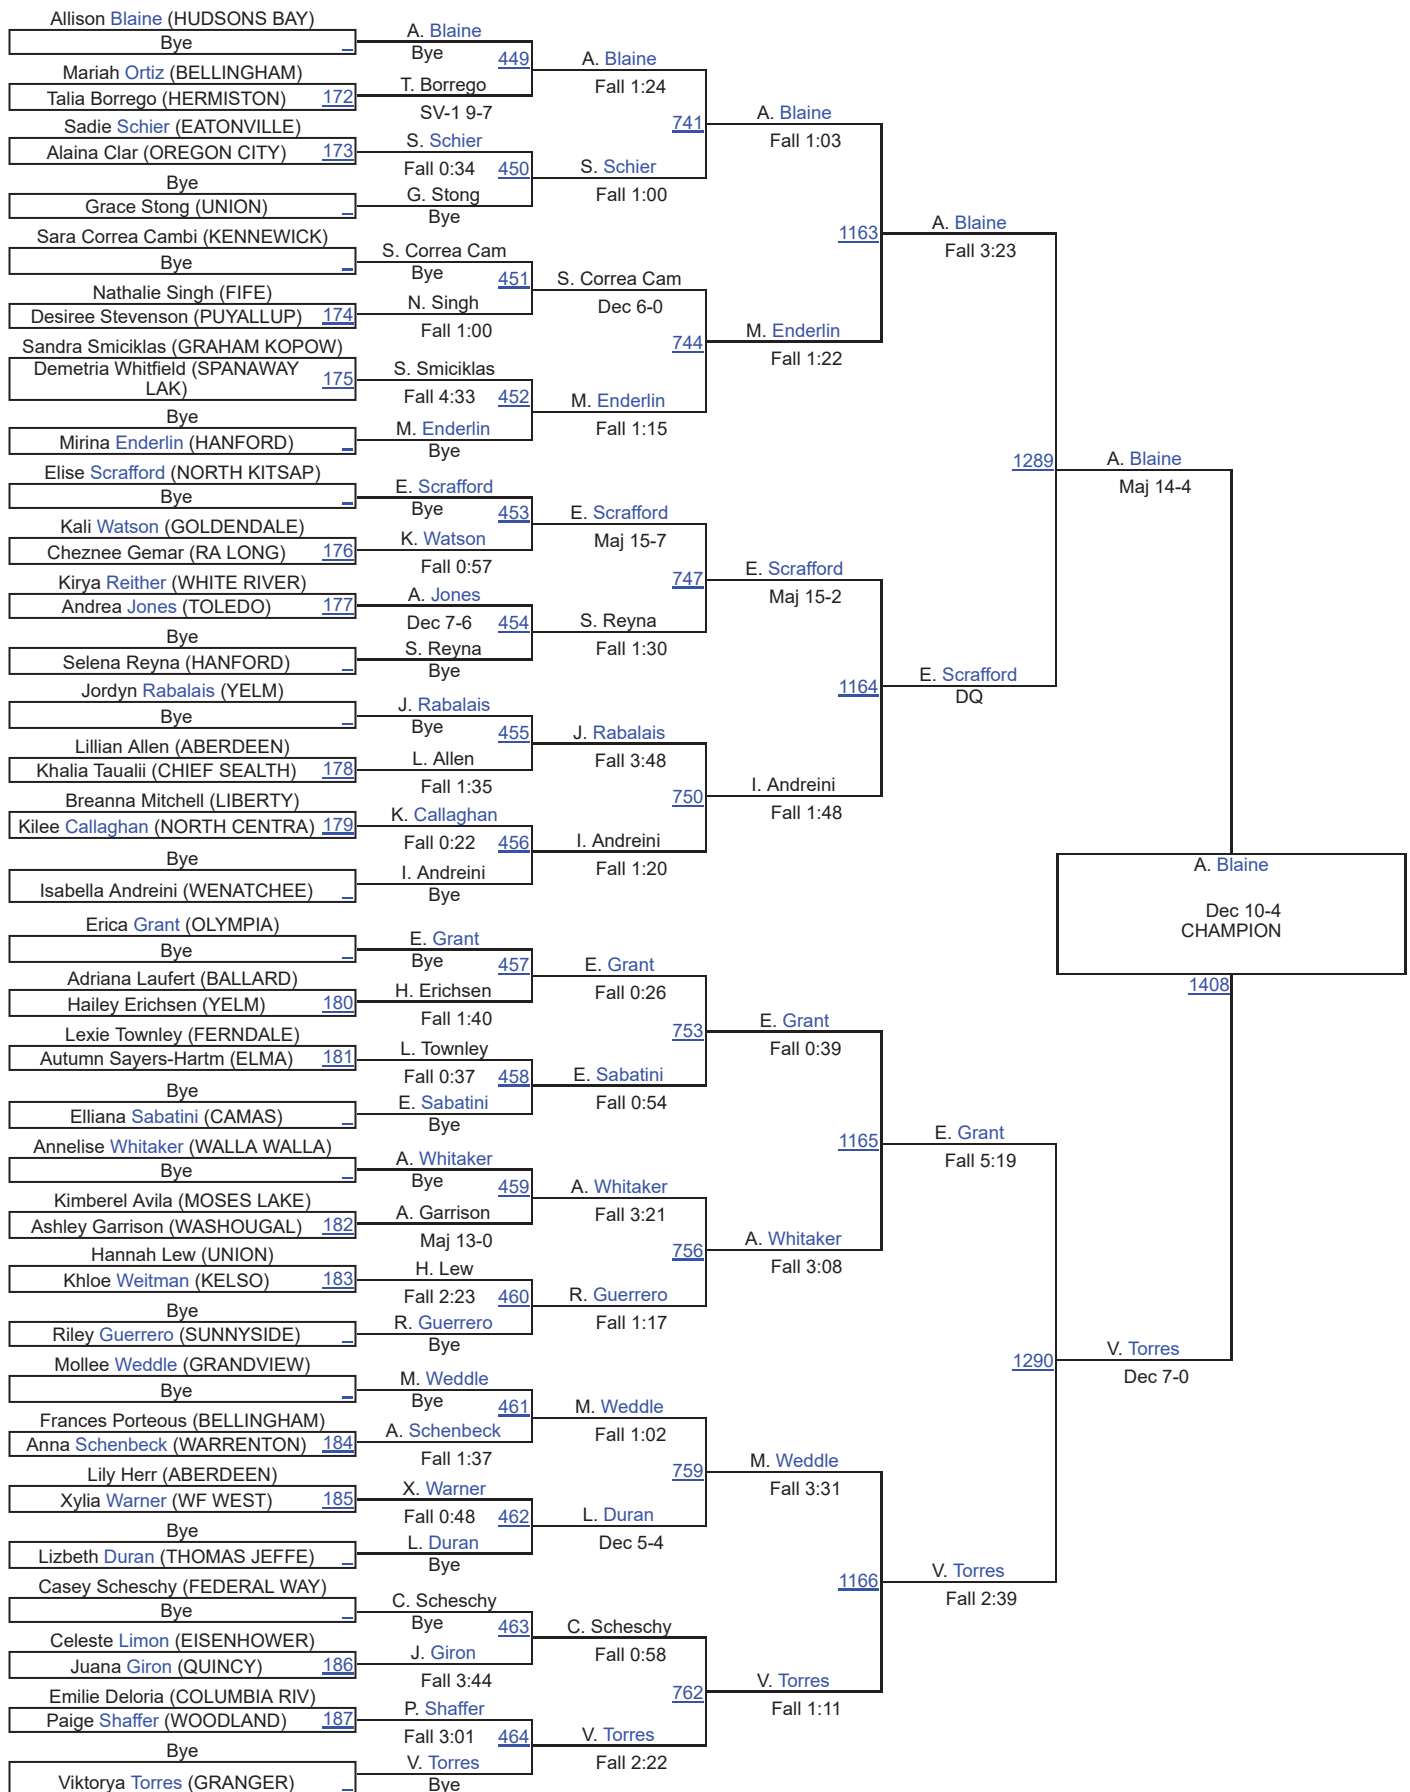 Allison Blaine (HUDSONS BAY)
Bye
Mariah Ortiz (BELLINGHAM)
Talia Borrego (HERMISTON) 172
Sadie Schier (EATONVILLE)
Alaina Clar (OREGON CITY) 173
Bye
Grace Stong (UNION)
Sara Correa Cambi (KENNEWICK)
Bye
Nathalie Singh (FIFE)
Desiree Stevenson (PUYALLUP) 174
Sandra Smiciklas (GRAHAM KOPOW)
Demetria Whitfield (SPANAWAY
LAK) 175
Bye
Mirina Enderlin (HANFORD)
Elise Scrafford (NORTH KITSAP)
Bye
Kali Watson (GOLDENDALE)
Cheznee Gemar (RA LONG) 176
Kirya Reither (WHITE RIVER)
Andrea Jones (TOLEDO) 177
Bye
Selena Reyna (HANFORD)
Jordyn Rabalais (YELM)
Bye
Lillian Allen (ABERDEEN)
Khalia Taualii (CHIEF SEALTH) 178
Breanna Mitchell (LIBERTY)
Kilee Callaghan (NORTH CENTRA) 179
Bye
Isabella Andreini (WENATCHEE)
Erica Grant (OLYMPIA)
Bye
Adriana Laufert (BALLARD)
Hailey Erichsen (YELM) 180
Lexie Townley (FERNDALE)
Autumn Sayers-Hartm (ELMA) 181
Bye
Elliana Sabatini (CAMAS)
Annelise Whitaker (WALLA WALLA)
Bye
Kimberel Avila (MOSES LAKE)
Ashley Garrison (WASHOUGAL) 182
Hannah Lew (UNION)
Khloe Weitman (KELSO) 183
Bye
Riley Guerrero (SUNNYSIDE)
Mollee Weddle (GRANDVIEW)
Bye
Frances Porteous (BELLINGHAM)
Anna Schenbeck (WARRENTON) 184
Lily Herr (ABERDEEN)
Xylia Warner (WF WEST) 185
Bye
Lizbeth Duran (THOMAS JEFFE)
Casey Scheschy (FEDERAL WAY)
Bye
Celeste Limon (EISENHOWER)
Juana Giron (QUINCY) 186
Emilie Deloria (COLUMBIA RIV)
Paige Shaffer (WOODLAND) 187
Bye
Viktorya Torres (GRANGER)
A. Blaine
Bye
449
T. Borrego
SV-1 9-7
S. Schier
Fall 0:34
450
G. Stong
Bye
S. Correa Cam
Bye
451
N. Singh
Fall 1:00
S. Smiciklas
Fall 4:33
452
M. Enderlin
Bye
E. Scrafford
Bye
453
K. Watson
Fall 0:57
A. Jones
Dec 7-6
454
S. Reyna
Bye
J. Rabalais
Bye
455
L. Allen
Fall 1:35
K. Callaghan
Fall 0:22
456
I. Andreini
Bye
E. Grant
Bye
457
H. Erichsen
Fall 1:40
L. Townley
Fall 0:37
458
E. Sabatini
Bye
A. Whitaker
Bye
459
A. Garrison
Maj 13-0
H. Lew
Fall 2:23
460
R. Guerrero
Bye
M. Weddle
Bye
461
A. Schenbeck
Fall 1:37
X. Warner
Fall 0:48
462
L. Duran
Bye
C. Scheschy
Bye
463
J. Giron
Fall 3:44
P. Shaffer
Fall 3:01
464
V. Torres
Bye
A. Blaine
Fall 1:24
741
S. Schier
Fall 1:00
S. Correa Cam
Dec 6-0
744
M. Enderlin
Fall 1:15
E. Scrafford
Maj 15-7
747
S. Reyna
Fall 1:30
J. Rabalais
Fall 3:48
750
I. Andreini
Fall 1:20
E. Grant
Fall 0:26
753
E. Sabatini
Fall 0:54
A. Whitaker
Fall 3:21
756
R. Guerrero
Fall 1:17
M. Weddle
Fall 1:02
759
L. Duran
Dec 5-4
C. Scheschy
Fall 0:58
762
V. Torres
Fall 2:22
A. Blaine
Fall 1:03
1163
M. Enderlin
Fall 1:22
E. Scrafford
Maj 15-2
1164
I. Andreini
Fall 1:48
E. Grant
Fall 0:39
1165
A. Whitaker
Fall 3:08
M. Weddle
Fall 3:31
1166
V. Torres
Fall 1:11
A. Blaine
Fall 3:23
1289
E. Scrafford
DQ
E. Grant
Fall 5:19
1290
V. Torres
Fall 2:39
A. Blaine
Maj 14-4
A. Blaine
Dec 10-4
CHAMPION
1408
V. Torres
Dec 7-0